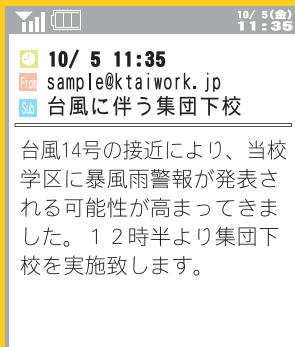 10/ 5(金)
11:35
10/ 5 11:35
From sample@ktaiwork.jp
Sub 台風に伴う集団下校
台風14号の接近により、当校
学区に暴風雨警報が発表さ
れる可能性が高まってきま
した。１２時半より集団下
校を実施致します。